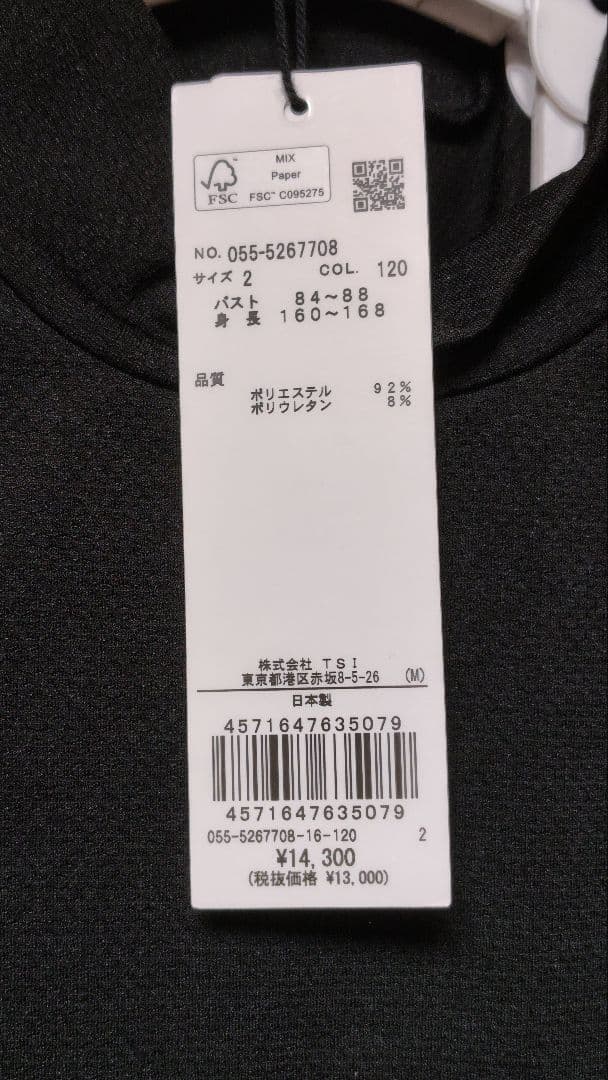 MIX
Paper
FSC™ C095275
FSC
NO. 055-5267708
サイズ 2 COL. 120
バスト 84～88
身長 160～168
品質
ポリエステル 92%
ポリウレタン 8%
株式会社 TSI
東京都港区赤坂8-5-26 (M)
日本製
4571647635079
4571647635079
055-5267708-16-120 2
¥14,300
(税抜価格 ¥13,000)